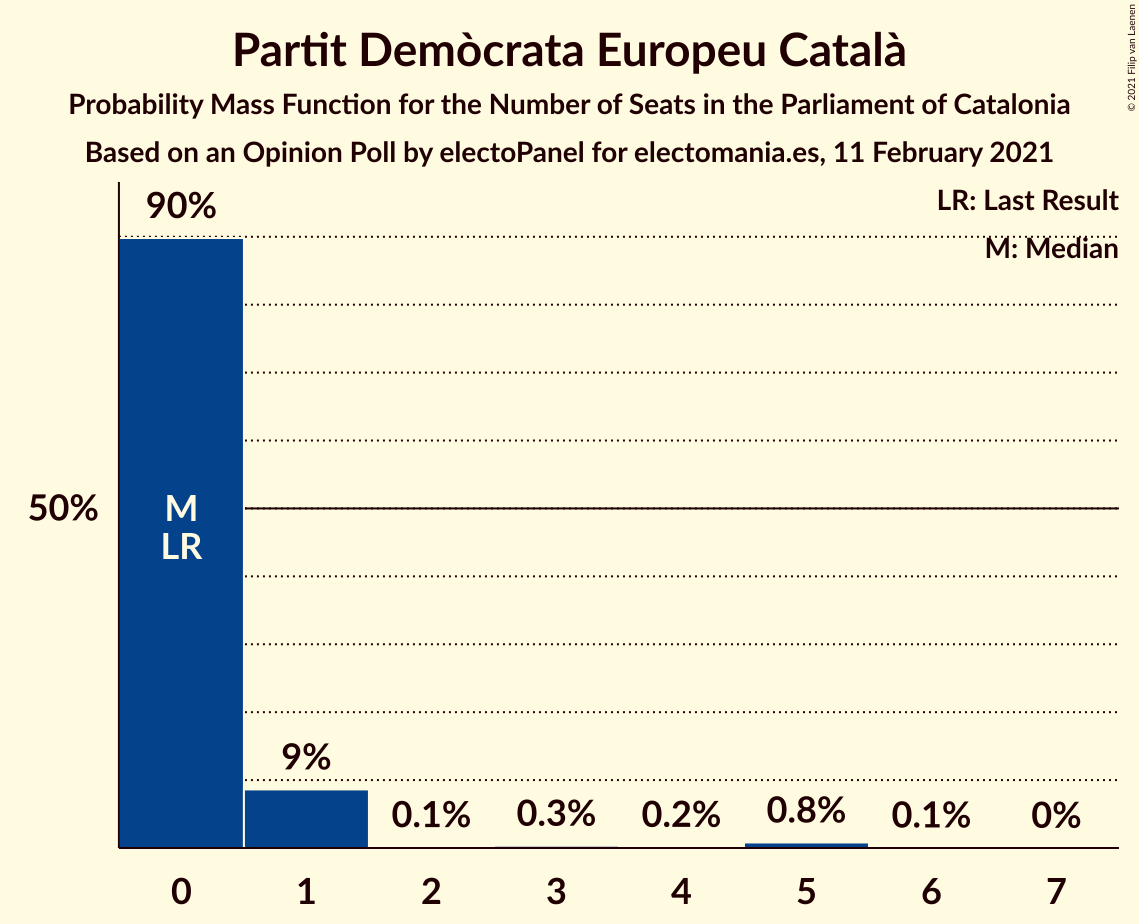 Partit Demòcrata Europeu Català
Probability Mass Function for the Number of Seats in the Parliament of Catalonia
Based on an Opinion Poll by electoPanel for electomania.es, 11 February 2021
© 2021 Filip van Laenen
LR: Last Result
M: Median
90%
50%
M
LR
9%
0.1%
0.3%
0.2%
0.8%
0.1%
0%
0 1 2 3 4 5 6 7